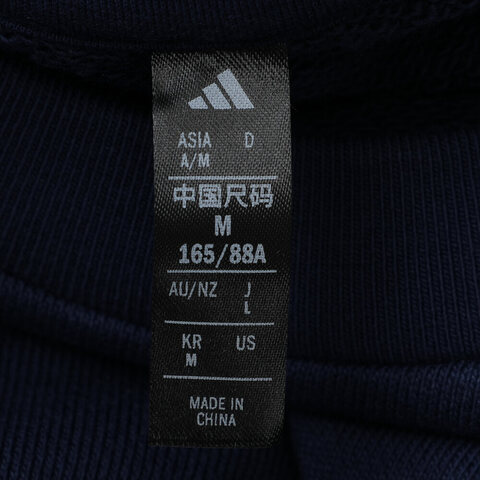 ASIA D
A/M
中国尺码
M
165/88A
AU/NZ J
L
KR US
M
MADE IN
CHINA